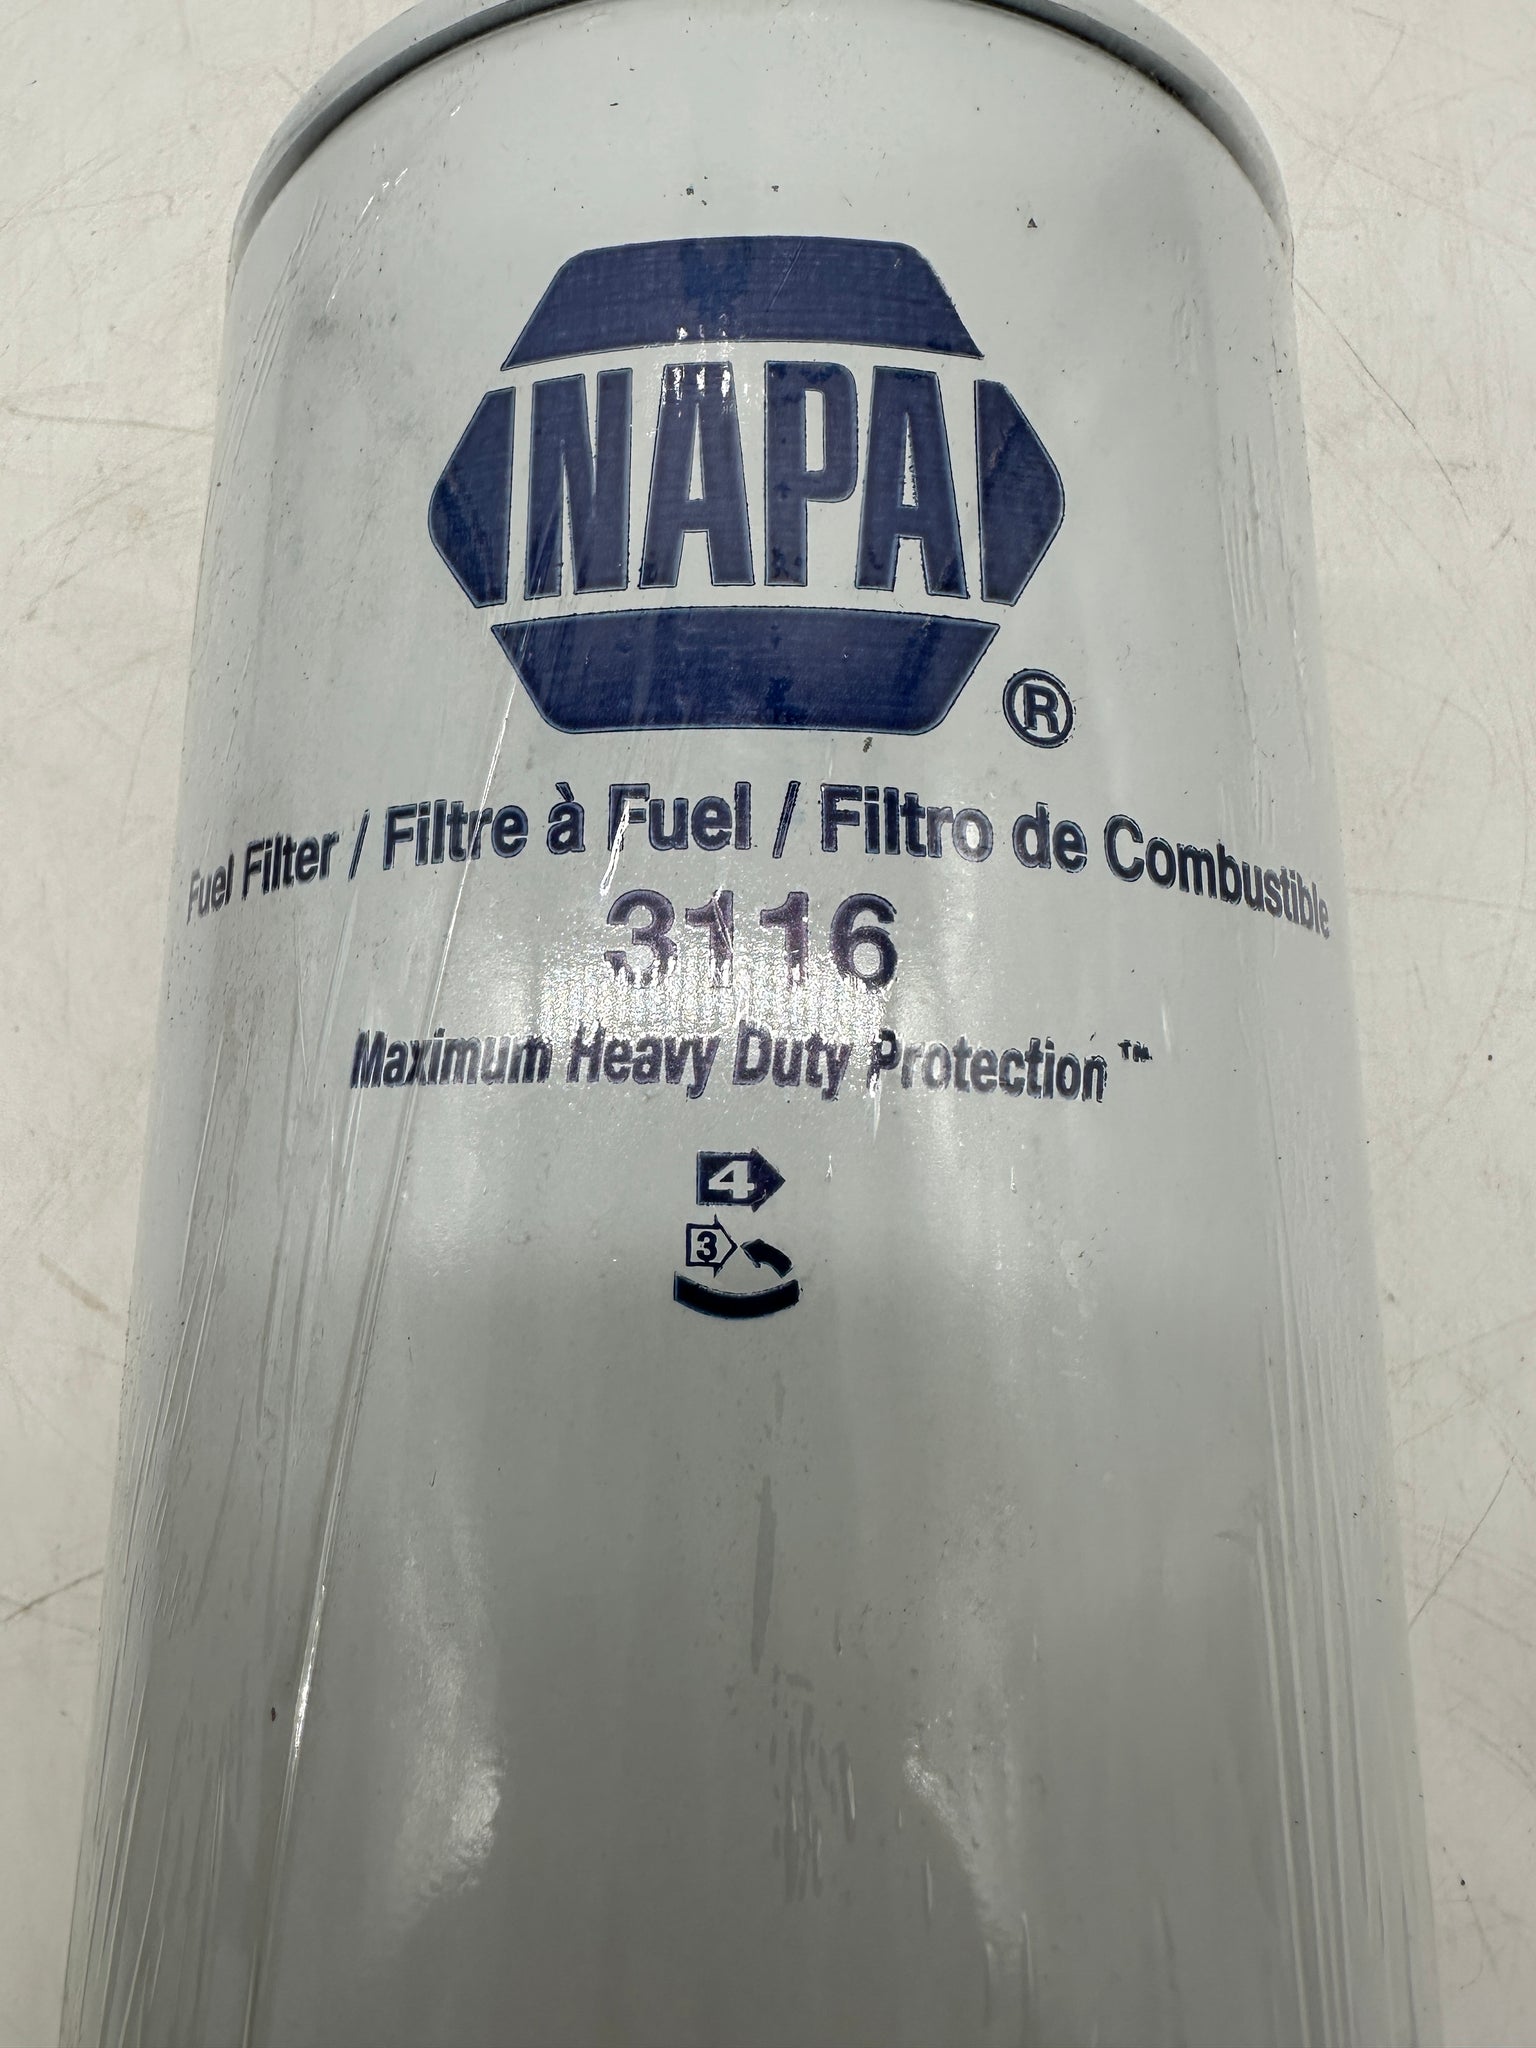 NAPA
®
Fuel Filter / Filtre à Fuel / Filtro de Combustible
3116
Maximum Heavy Duty Protection™
4
3